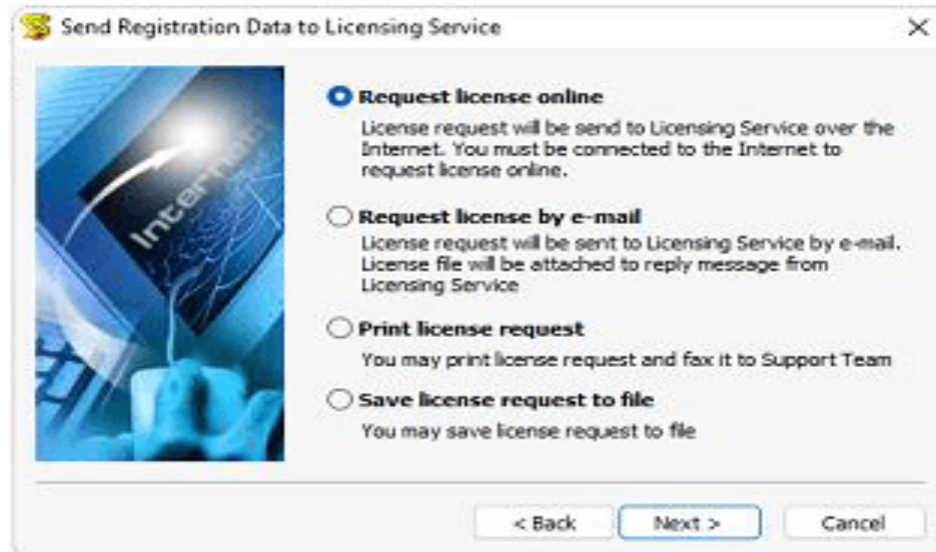 Send Registration Data to Licensing Service
Request license online
License request will be send to Licensing Service over the
Internet. You must be connected to the Internet to
request license online.
Internet
Request license by e-mail
License request will be sent to Licensing Service by e-mail.
License file will be attached to reply message from
Licensing Service
Print license request
You may print license request and fax it to Support Team
Save license request to file
You may save license request to file
< Back
Next >
Cancel